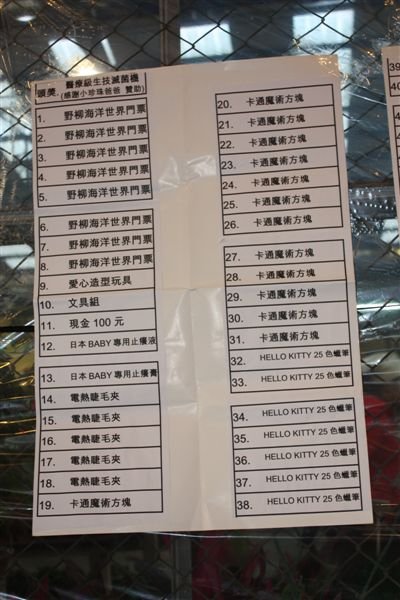 頭獎. 醫療級生技滅菌機
(感謝小珍珠爸爸 贊助)
1. 野柳海洋世界門票
2. 野柳海洋世界門票
3. 野柳海洋世界門票
4. 野柳海洋世界門票
5. 野柳海洋世界門票
6. 野柳海洋世界門票
7. 野柳海洋世界門票
8. 野柳海洋世界門票
9. 愛心造型玩具
10. 文具組
11. 現金 100 元
12. 日本 BABY 專用止癢液
13. 日本 BABY 專用止癢膏
14. 電熱睫毛夾
15. 電熱睫毛夾
16. 電熱睫毛夾
17. 電熱睫毛夾
18. 電熱睫毛夾
19. 卡通魔術方塊
20. 卡通魔術方塊
21. 卡通魔術方塊
22. 卡通魔術方塊
23. 卡通魔術方塊
24. 卡通魔術方塊
25. 卡通魔術方塊
26. 卡通魔術方塊
27. 卡通魔術方塊
28. 卡通魔術方塊
29. 卡通魔術方塊
30. 卡通魔術方塊
31. 卡通魔術方塊
32. HELLO KITTY 25 色蠟筆
33. HELLO KITTY 25 色蠟筆
34. HELLO KITTY 25 色蠟筆
35. HELLO KITTY 25 色蠟筆
36. HELLO KITTY 25 色蠟筆
37. HELLO KITTY 25 色蠟筆
38. HELLO KITTY 25 色蠟筆
39
40